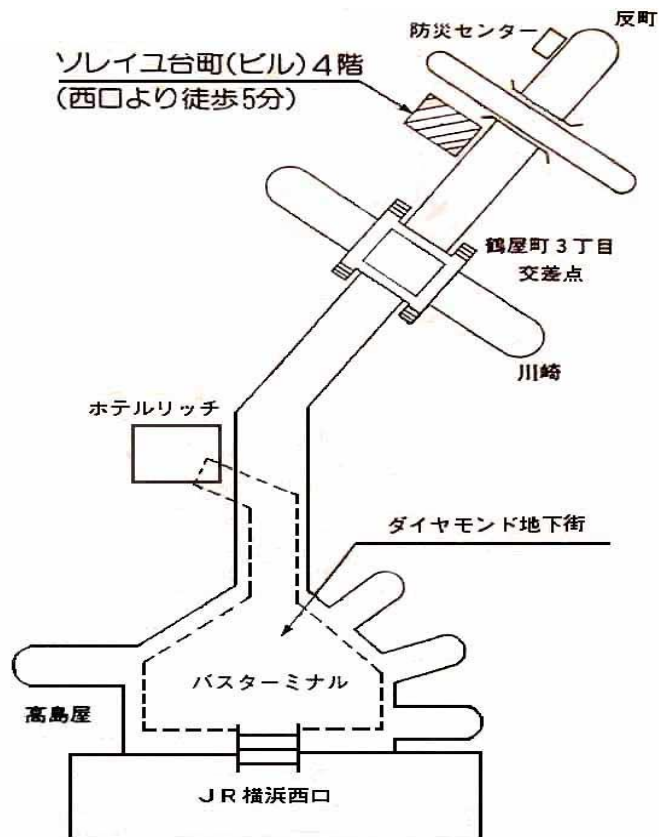 反町
防災センター
ソレイユ台町(ビル)4階
(西口より徒歩5分)
鶴屋町3丁目
交差点
川崎
ホテルリッチ
ダイヤモンド地下街
バスターミナル
高島屋
JR横浜西口